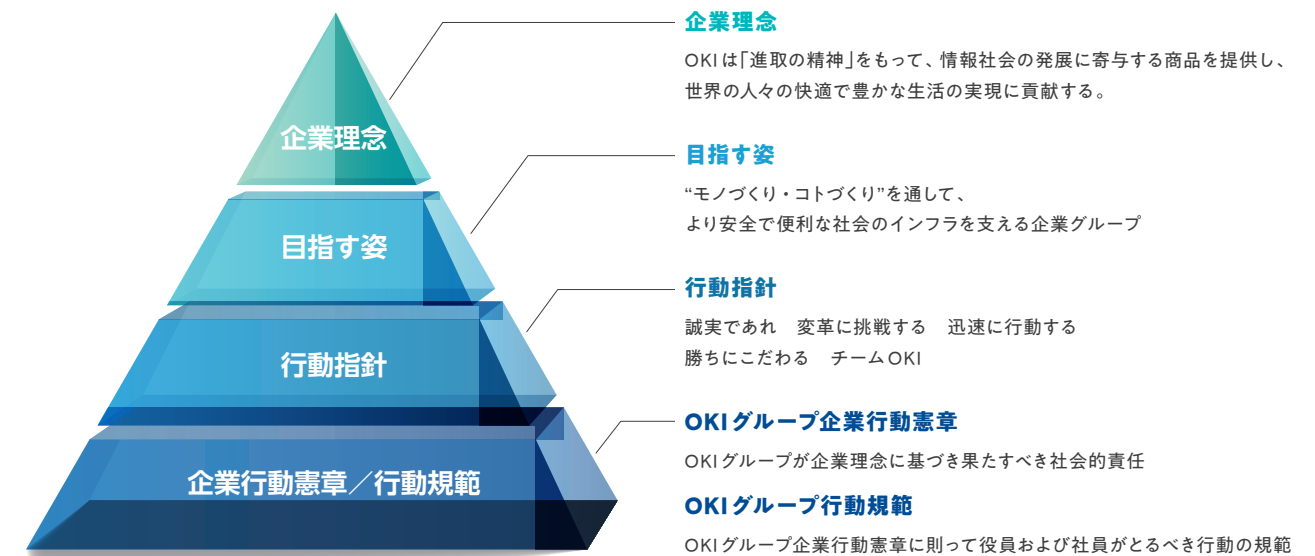 企業理念
目指す姿
行動指針
企業行動憲章／行動規範
企業理念
OKIは「進取の精神」をもって、情報社会の発展に寄与する商品を提供し、
世界の人々の快適で豊かな生活の実現に貢献する。
目指す姿
“モノづくり・コトづくり”を通して、
より安全で便利な社会のインフラを支える企業グループ
行動指針
誠実であれ　変革に挑戦する　迅速に行動する
勝ちにこだわる　チームOKI
OKIグループ企業行動憲章
OKIグループが企業理念に基づき果たすべき社会的責任
OKIグループ行動規範
OKIグループ企業行動憲章に則って役員および社員がとるべき行動の規範